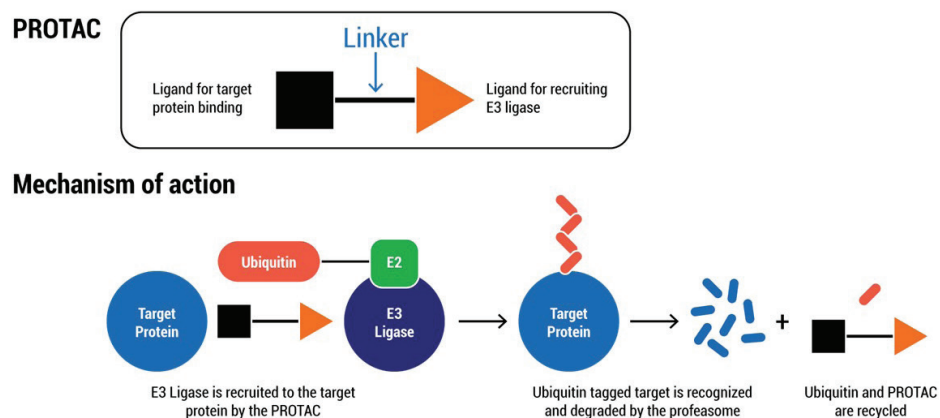 PROTAC
Linker
Ligand for target
protein binding
Ligand for recruiting
E3 ligase
Mechanism of action
Ubiquitin
E2
Target
Protein
E3
Ligase
Target
Protein
+
E3 Ligase is recruited to the target
protein by the PROTAC
Ubiquitin tagged target is recognized
and degraded by the profeasome
Ubiquitin and PROTAC
are recycled